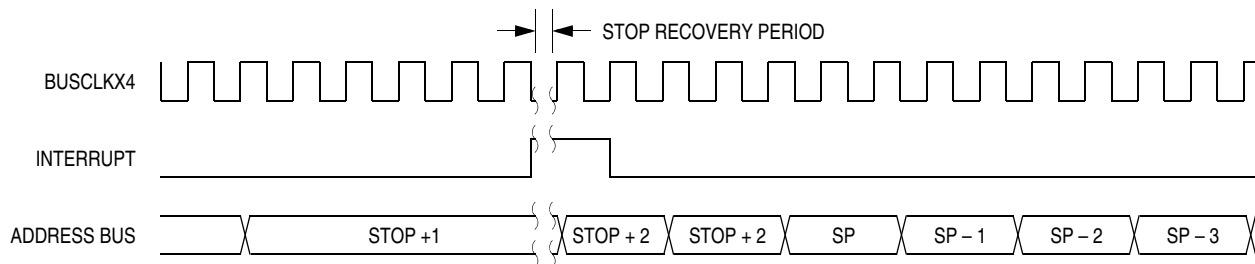 STOP RECOVERY PERIOD
BUSCLKX4
INTERRUPT
ADDRESS BUS STOP +1 STOP + 2 STOP + 2 SP SP – 1 SP – 2 SP – 3